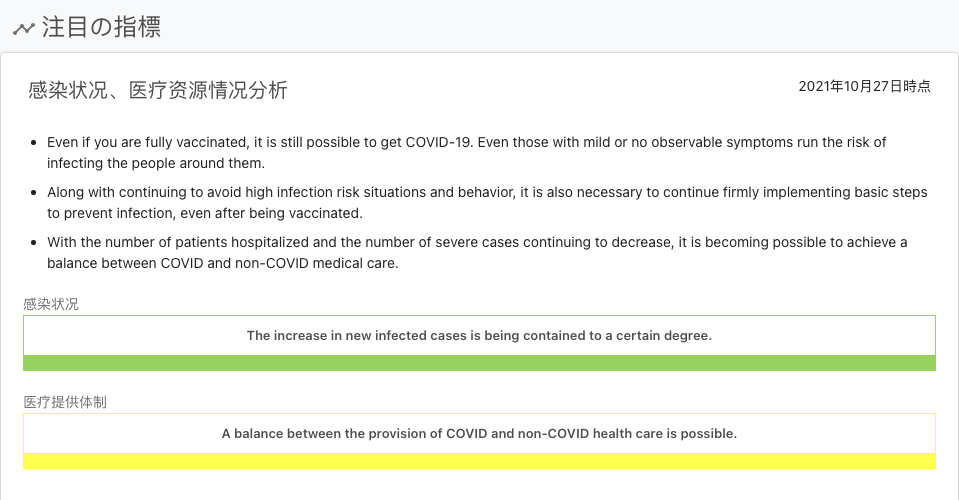 注目の指標
感染状况、医疗资源情况分析
2021年10月27日時点
Even if you are fully vaccinated, it is still possible to get COVID-19. Even those with mild or no observable symptoms run the risk of
infecting the people around them.
Along with continuing to avoid high infection risk situations and behavior, it is also necessary to continue firmly implementing basic steps
to prevent infection, even after being vaccinated.
With the number of patients hospitalized and the number of severe cases continuing to decrease, it is becoming possible to achieve a
balance between COVID and non-COVID medical care.
感染状况
The increase in new infected cases is being contained to a certain degree.
医疗提供体制
A balance between the provision of COVID and non-COVID health care is possible.